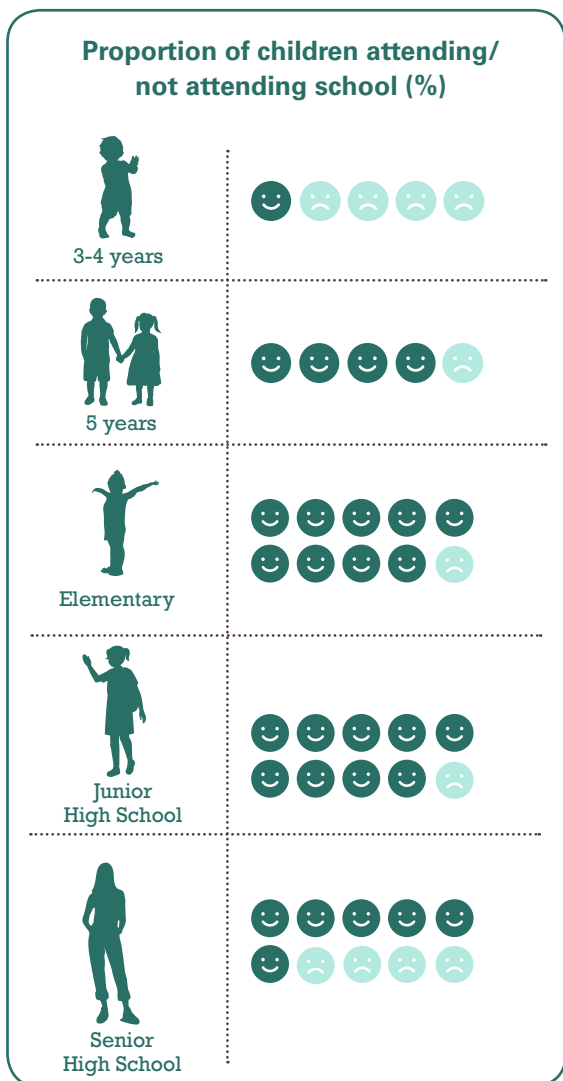 Proportion of children attending/
not attending school (%)
3-4 years
5 years
Elementary
Junior
High School
Senior
High School